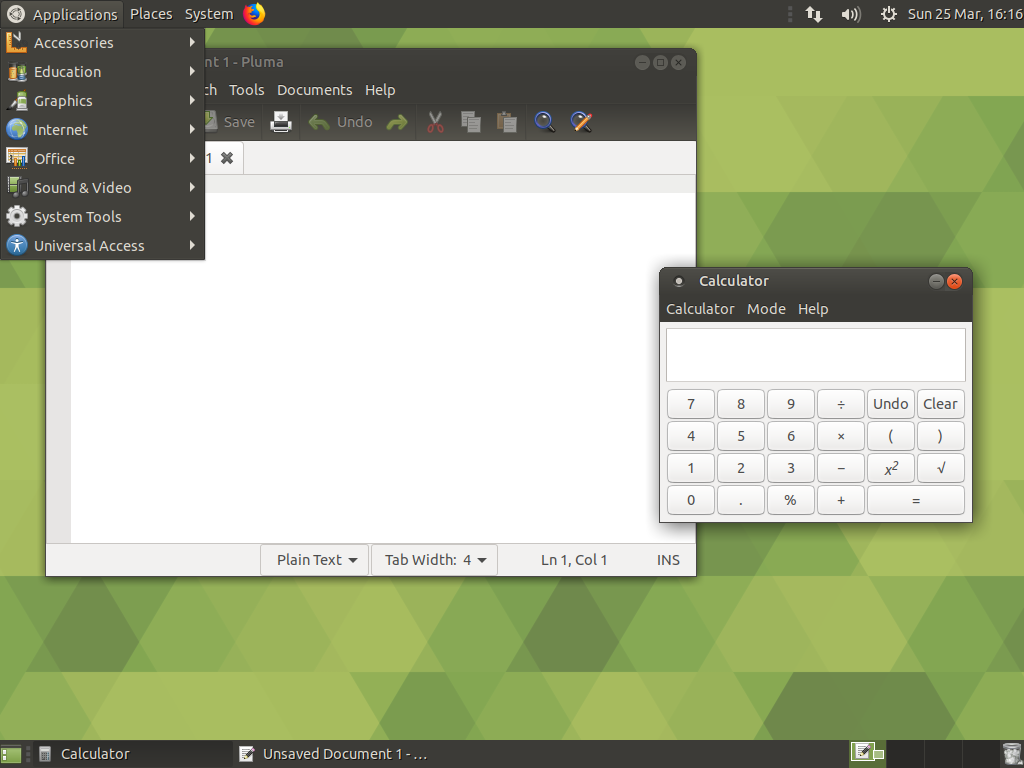 Applications Places System Sun 25 Mar, 16:16
Accessories
Education
Graphics
Internet
Office
Sound & Video
System Tools
Universal Access
nt 1 - Pluma
ch Tools Documents Help
Save Undo
1
Plain Text Tab Width: 4 Ln 1, Col 1 INS
Calculator
Calculator Mode Help
7 8 9 ÷ Undo Clear
4 5 6 × ( )
1 2 3 − x² √
0 . % + =
Calculator Unsaved Document 1 - ...